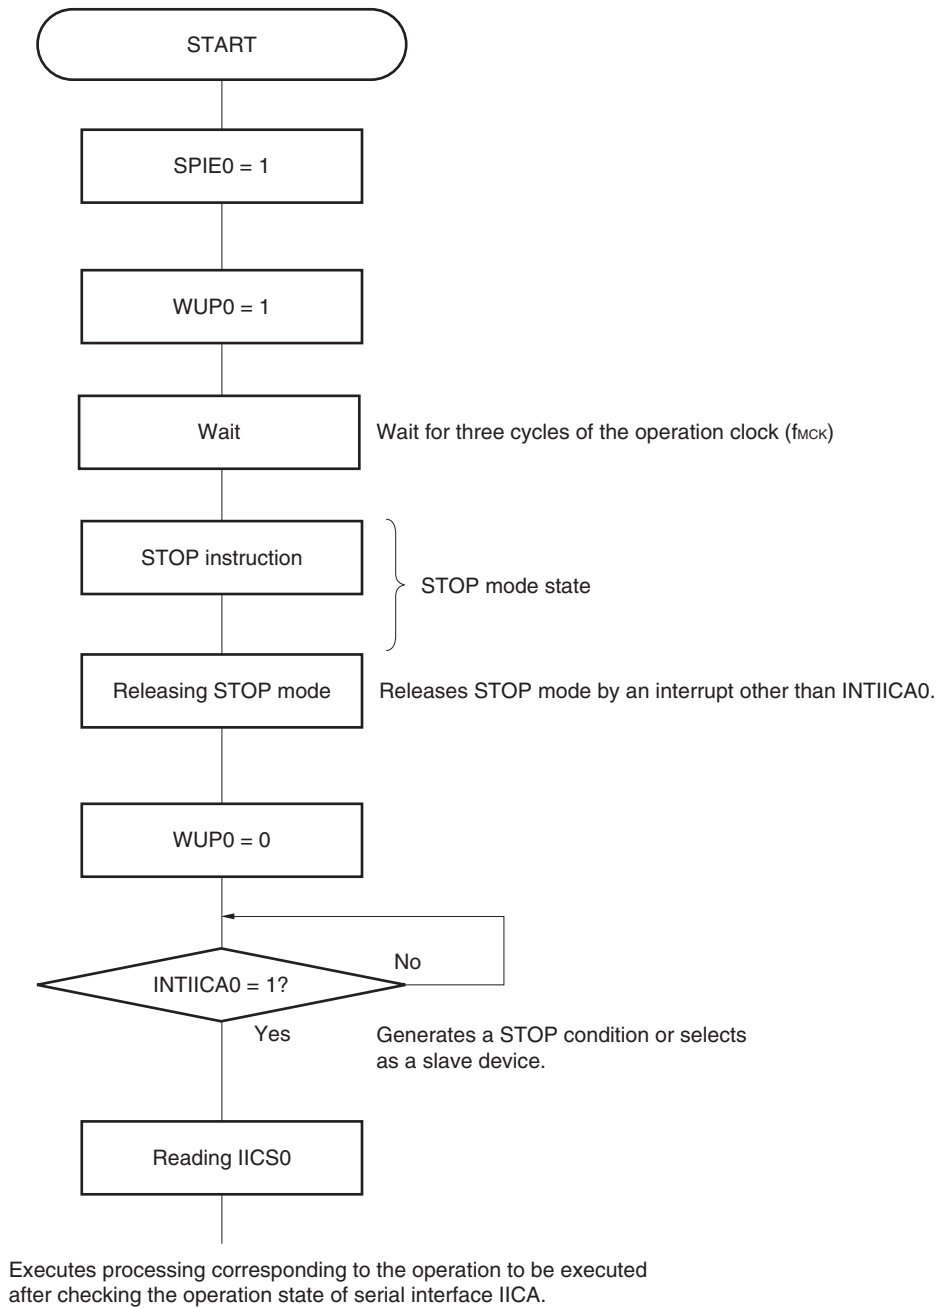 START
SPIE0 = 1
WUP0 = 1
Wait
Wait for three cycles of the operation clock (fMCK)
STOP instruction
STOP mode state
Releasing STOP mode
Releases STOP mode by an interrupt other than INTIICA0.
WUP0 = 0
No
INTIICA0 = 1?
Yes
Generates a STOP condition or selects
as a slave device.
Reading IICS0
Executes processing corresponding to the operation to be executed
after checking the operation state of serial interface IICA.